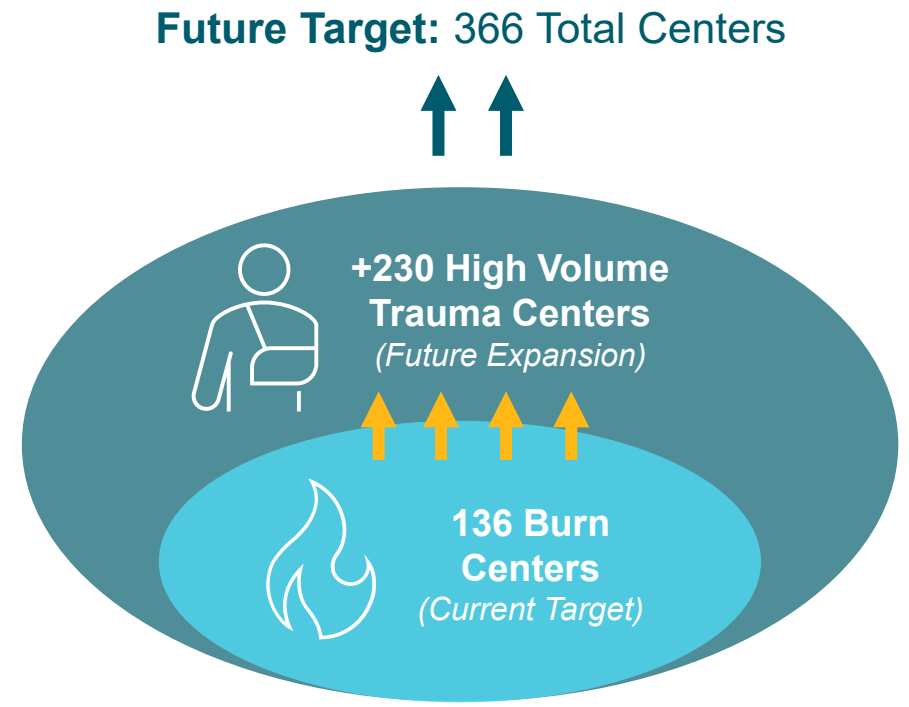 Future Target: 366 Total Centers
+230 High Volume
Trauma Centers
(Future Expansion)
136 Burn
Centers
(Current Target)